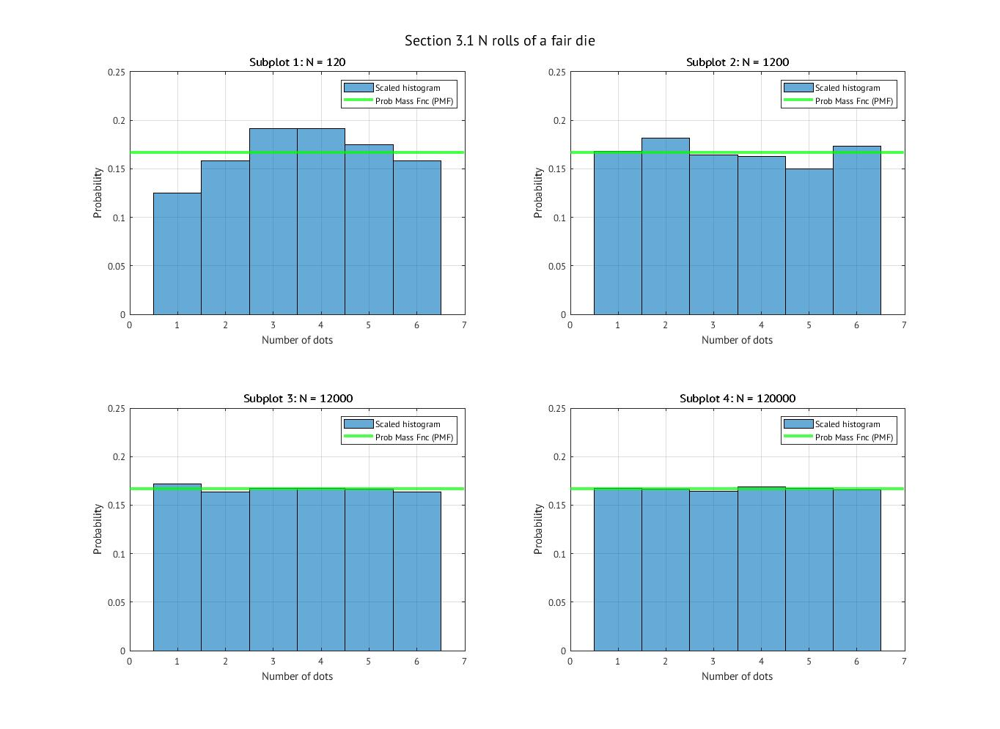 Section 3.1 N rolls of a fair die
Subplot 1: N = 120
0.25
0.2
0.15
0.1
0.05
0
Probability
Scaled histogram
Prob Mass Fnc (PMF)
0 1 2 3 4 5 6 7
Number of dots
Subplot 2: N = 1200
0.25
0.2
0.15
0.1
0.05
0
Probability
Scaled histogram
Prob Mass Fnc (PMF)
0 1 2 3 4 5 6 7
Number of dots
Subplot 3: N = 12000
0.25
0.2
0.15
0.1
0.05
0
Probability
Scaled histogram
Prob Mass Fnc (PMF)
0 1 2 3 4 5 6 7
Number of dots
Subplot 4: N = 120000
0.25
0.2
0.15
0.1
0.05
0
Probability
Scaled histogram
Prob Mass Fnc (PMF)
0 1 2 3 4 5 6 7
Number of dots